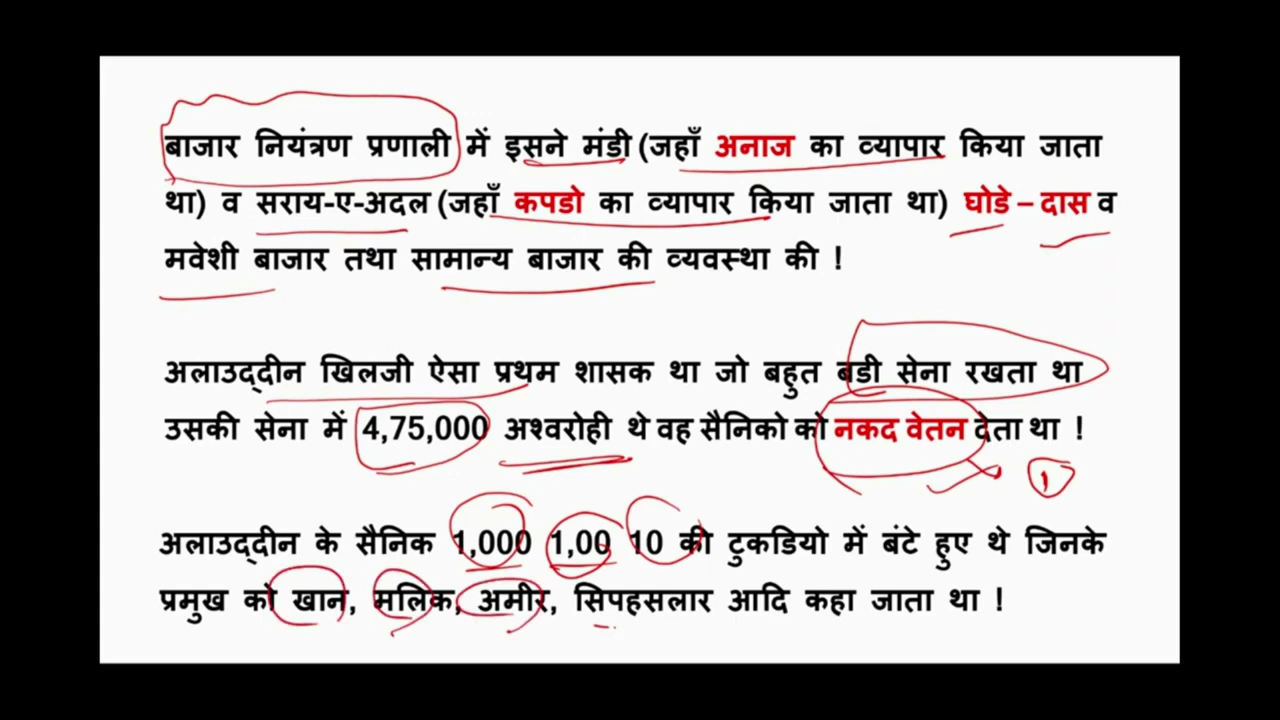 बाजार नियंत्रण प्रणाली में इसने मंडी (जहाँ अनाज का व्यापार किया जाता
था) व सराय-ए-अदल (जहाँ कपडो का व्यापार किया जाता था) घोडे – दास व
मवेशी बाजार तथा सामान्य बाजार की व्यवस्था की !
अलाउद्दीन खिलजी ऐसा प्रथम शासक था जो बहुत बडी सेना रखता था
उसकी सेना में 4,75,000 अश्वरोही थे वह सैनिको को नकद वेतन देता था !
1
अलाउद्दीन के सैनिक 1,000 1,00 10 की टुकडियो में बंटे हुए थे जिनके
प्रमुख को खान, मलिक, अमीर, सिपहसलार आदि कहा जाता था !